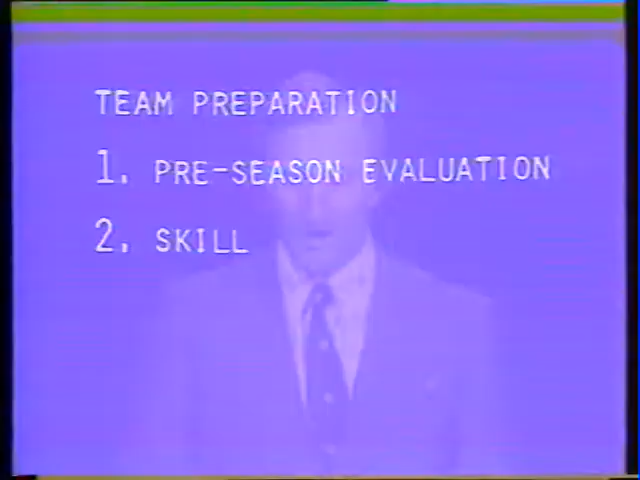 TEAM PREPARATION
1. PRE-SEASON EVALUATION
2. SKILL